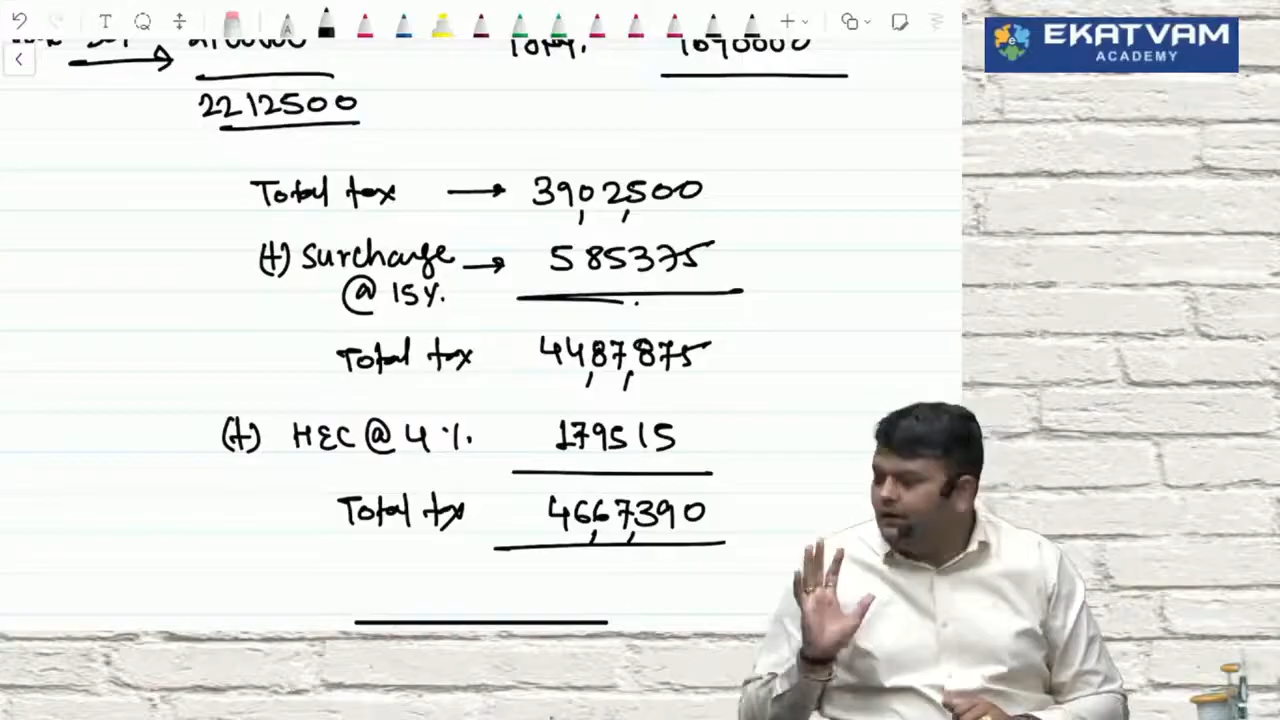 EKATVAM
ACADEMY
2212500
Total tax → 3902500
(+) Surcharge → 585375
@ 15%.
Total tax 4487875
(+) HEC @ 4 %. 179515
Total tax 4667390